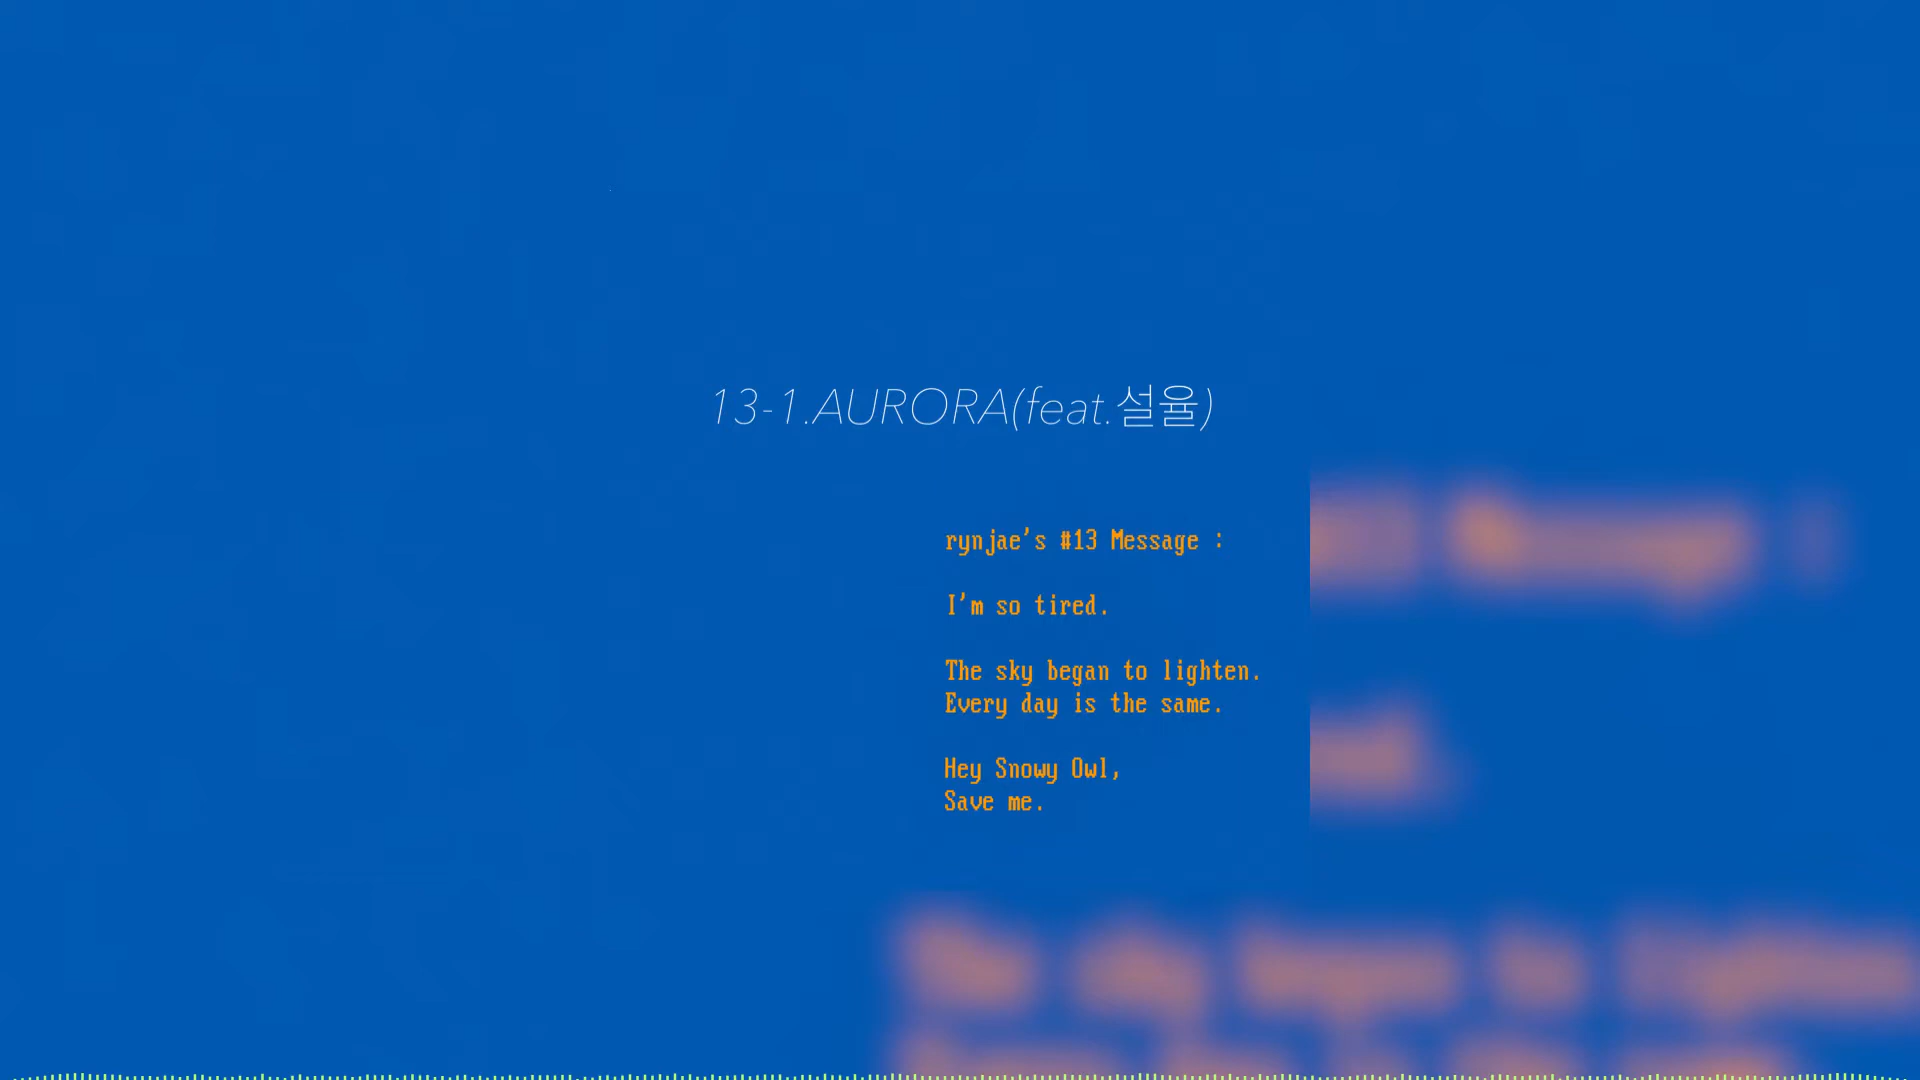 13-1.AURORA(feat.설율)
rynjae's #13 Message :
I'm so tired.
The sky began to lighten.
Every day is the same.
Hey Snowy Owl,
Save me.